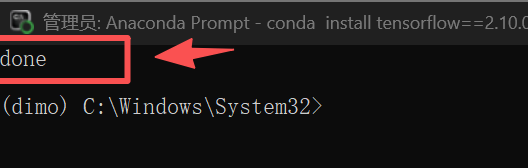 管理员: Anaconda Prompt - conda  install tensorflow==2.10.0
done
(dimo) C:\Windows\System32>